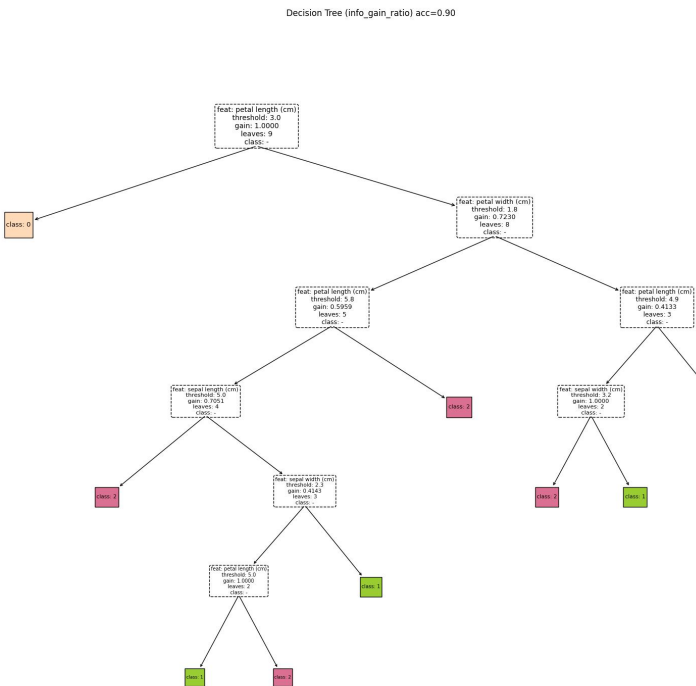 Decision Tree (info_gain_ratio) acc=0.90
feat: petal length (cm)
threshold: 3.0
gain: 1.0000
leaves: 9
class: -
class: 0
feat: petal width (cm)
threshold: 1.8
gain: 0.7230
leaves: 8
class: -
feat: petal length (cm)
threshold: 5.8
gain: 0.5959
leaves: 5
class: -
feat: petal length (cm)
threshold: 4.9
gain: 0.4133
leaves: 3
class: -
feat: sepal length (cm)
threshold: 5.0
gain: 0.7051
leaves: 4
class: -
class: 2
feat: sepal width (cm)
threshold: 3.2
gain: 1.0000
leaves: 2
class: -
class: 2
feat: sepal width (cm)
threshold: 2.3
gain: 0.4143
leaves: 3
class: -
class: 2
class: 1
feat: petal length (cm)
threshold: 5.0
gain: 1.0000
leaves: 2
class: -
class: 1
class: 1
class: 2